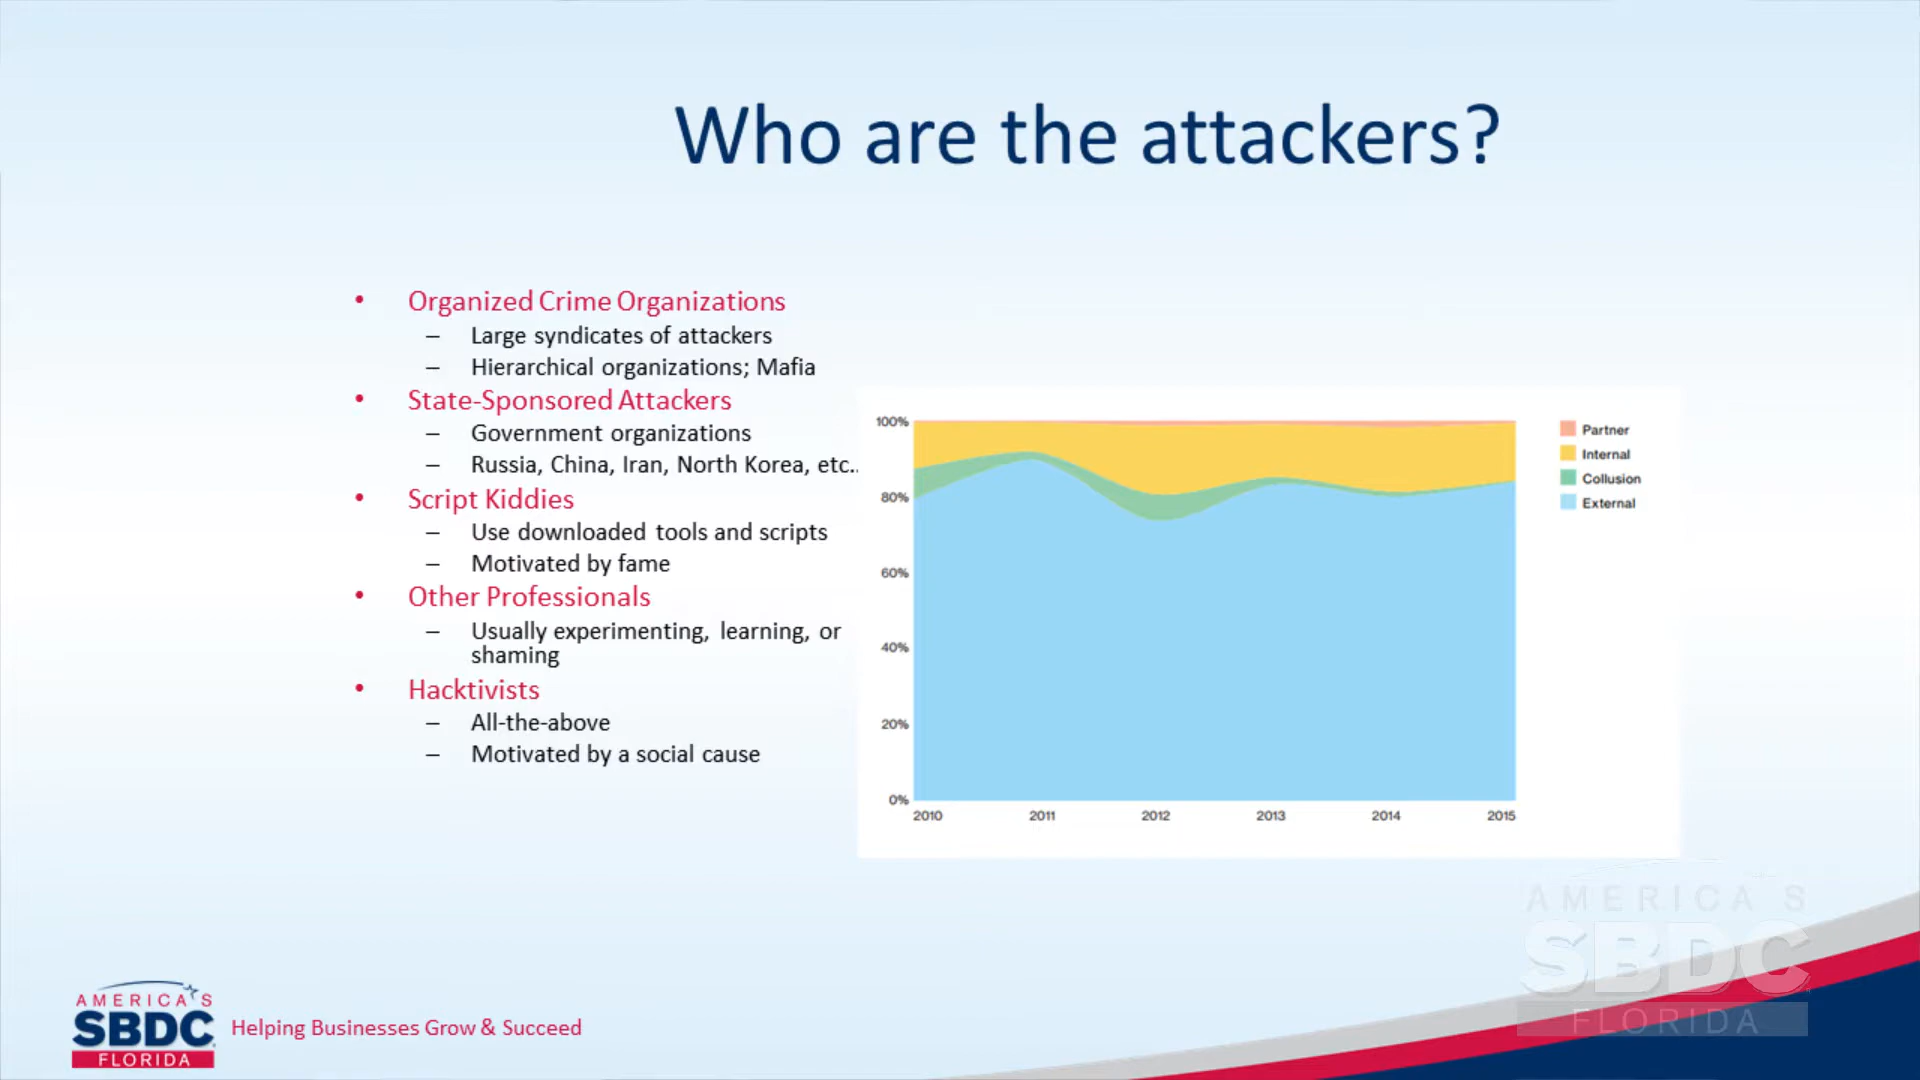 Who are the attackers?
• Organized Crime Organizations
– Large syndicates of attackers
– Hierarchical organizations; Mafia
• State-Sponsored Attackers
– Government organizations
– Russia, China, Iran, North Korea, etc..
• Script Kiddies
– Use downloaded tools and scripts
– Motivated by fame
• Other Professionals
– Usually experimenting, learning, or
shaming
• Hacktivists
– All-the-above
– Motivated by a social cause
100%
80%
60%
40%
20%
0%
2010 2011 2012 2013 2014 2015
Partner
Internal
Collusion
External
AMERICA'S
SBDC
FLORIDA
Helping Businesses Grow & Succeed
AMERICA'S
SBDC
FLORIDA